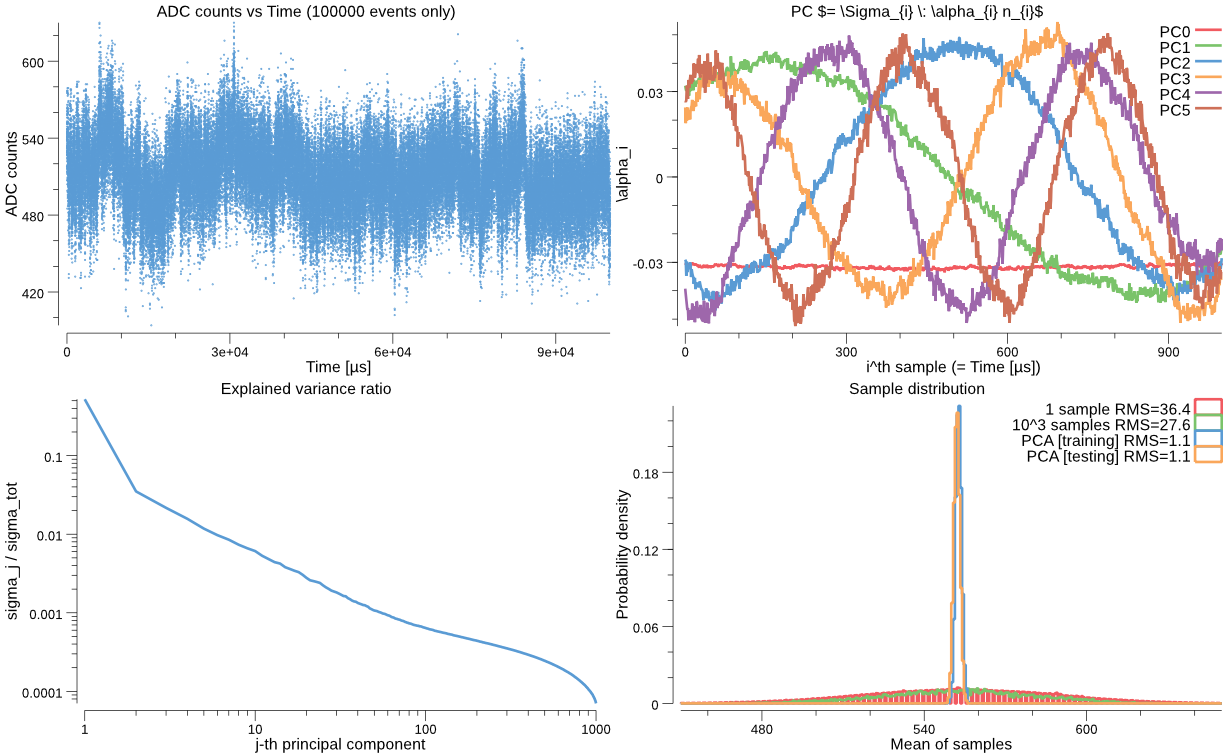 ADC counts vs Time (100000 events only)
ADC counts
600
540
480
420
0
3e+04
6e+04
9e+04
Time [µs]
PC $= \Sigma_{i} \: \alpha_{i} n_{i}$
\alpha_i
0.03
0
-0.03
0
300
600
900
i^th sample (= Time [µs])
PC0
PC1
PC2
PC3
PC4
PC5
Explained variance ratio
sigma_j / sigma_tot
0.1
0.01
0.001
0.0001
1
10
100
1000
j-th principal component
Sample distribution
Probability density
0.18
0.12
0.06
0
480
540
600
Mean of samples
1 sample RMS=36.4
10^3 samples RMS=27.6
PCA [training] RMS=1.1
PCA [testing] RMS=1.1